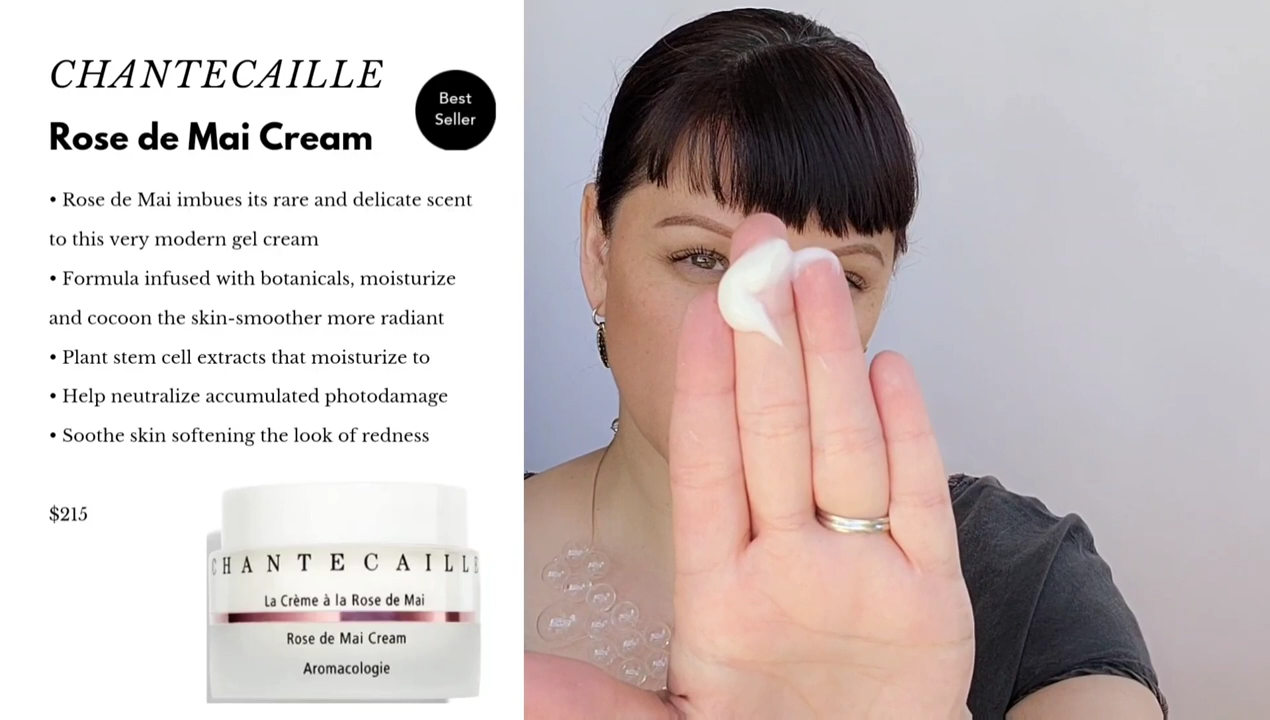 CHANTECAILLE
Best
Seller
Rose de Mai Cream
• Rose de Mai imbues its rare and delicate scent
to this very modern gel cream
• Formula infused with botanicals, moisturize
and cocoon the skin-smoother more radiant
• Plant stem cell extracts that moisturize to
• Help neutralize accumulated photodamage
• Soothe skin softening the look of redness
$215
CHANTECAILLE
La Crème à la Rose de Mai
Rose de Mai Cream
Aromacologie